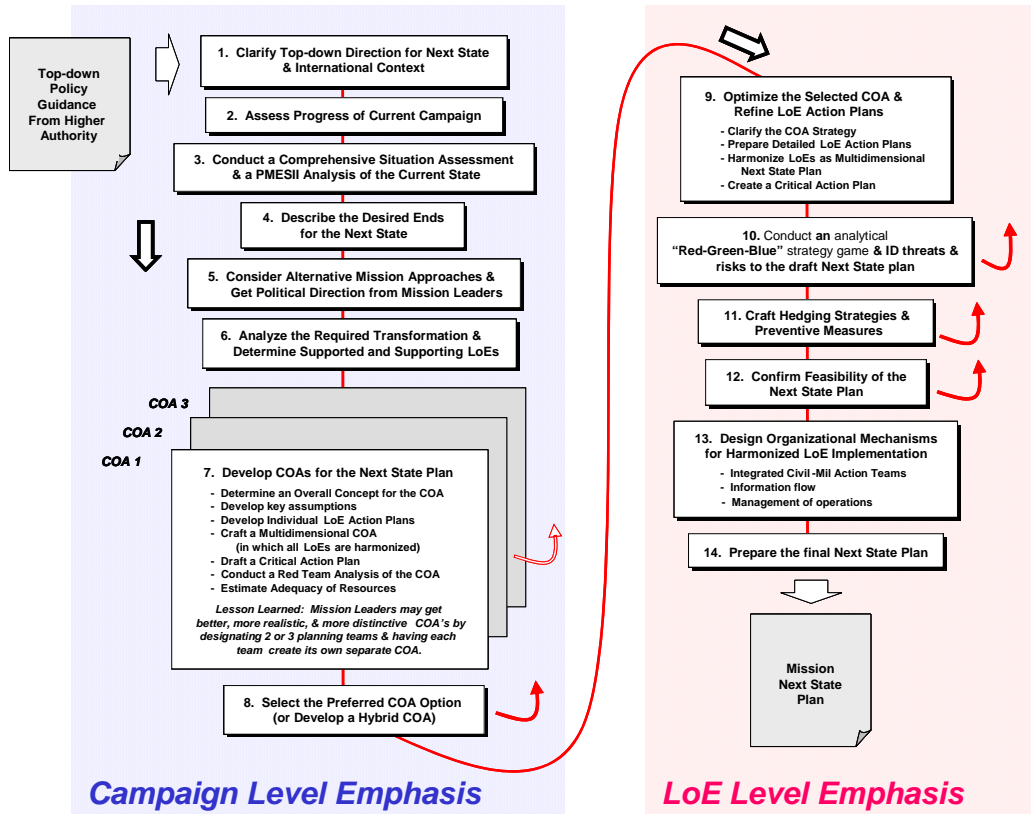 Top-down
Policy
Guidance
From Higher
Authority
1. Clarify Top-down Direction for Next State
& International Context
2. Assess Progress of Current Campaign
3. Conduct a Comprehensive Situation Assessment
& a PMESII Analysis of the Current State
4. Describe the Desired Ends
for the Next State
5. Consider Alternative Mission Approaches &
Get Political Direction from Mission Leaders
6. Analyze the Required Transformation &
Determine Supported and Supporting LoEs
COA 3
COA 2
COA 1
7. Develop COAs for the Next State Plan
- Determine an Overall Concept for the COA
- Develop key assumptions
- Develop Individual LoE Action Plans
- Craft a Multidimensional COA
(in which all LoEs are harmonized)
- Draft a Critical Action Plan
- Conduct a Red Team Analysis of the COA
- Estimate Adequacy of Resources
Lesson Learned: Mission Leaders may get
better, more realistic, & more distinctive COA's by
designating 2 or 3 planning teams & having each
team create its own separate COA.
8. Select the Preferred COA Option
(or Develop a Hybrid COA)
Campaign Level Emphasis
9. Optimize the Selected COA &
Refine LoE Action Plans
- Clarify the COA Strategy
- Prepare Detailed LoE Action Plans
- Harmonize LoEs as Multidimensional
Next State Plan
- Create a Critical Action Plan
10. Conduct an analytical
“Red-Green-Blue” strategy game & ID threats &
risks to the draft Next State plan
11. Craft Hedging Strategies &
Preventive Measures
12. Confirm Feasibility of the
Next State Plan
13. Design Organizational Mechanisms
for Harmonized LoE Implementation
- Integrated Civil-Mil Action Teams
- Information flow
- Management of operations
14. Prepare the final Next State Plan
Mission
Next State
Plan
LoE Level Emphasis